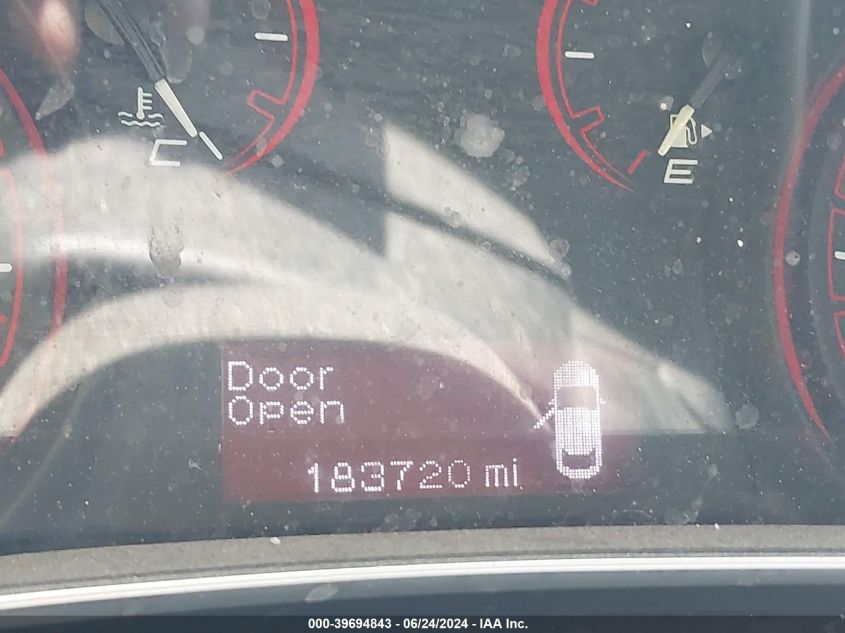 C
E
Door
Open
183720 mi
000-39694843 - 06/24/2024 - IAA Inc.